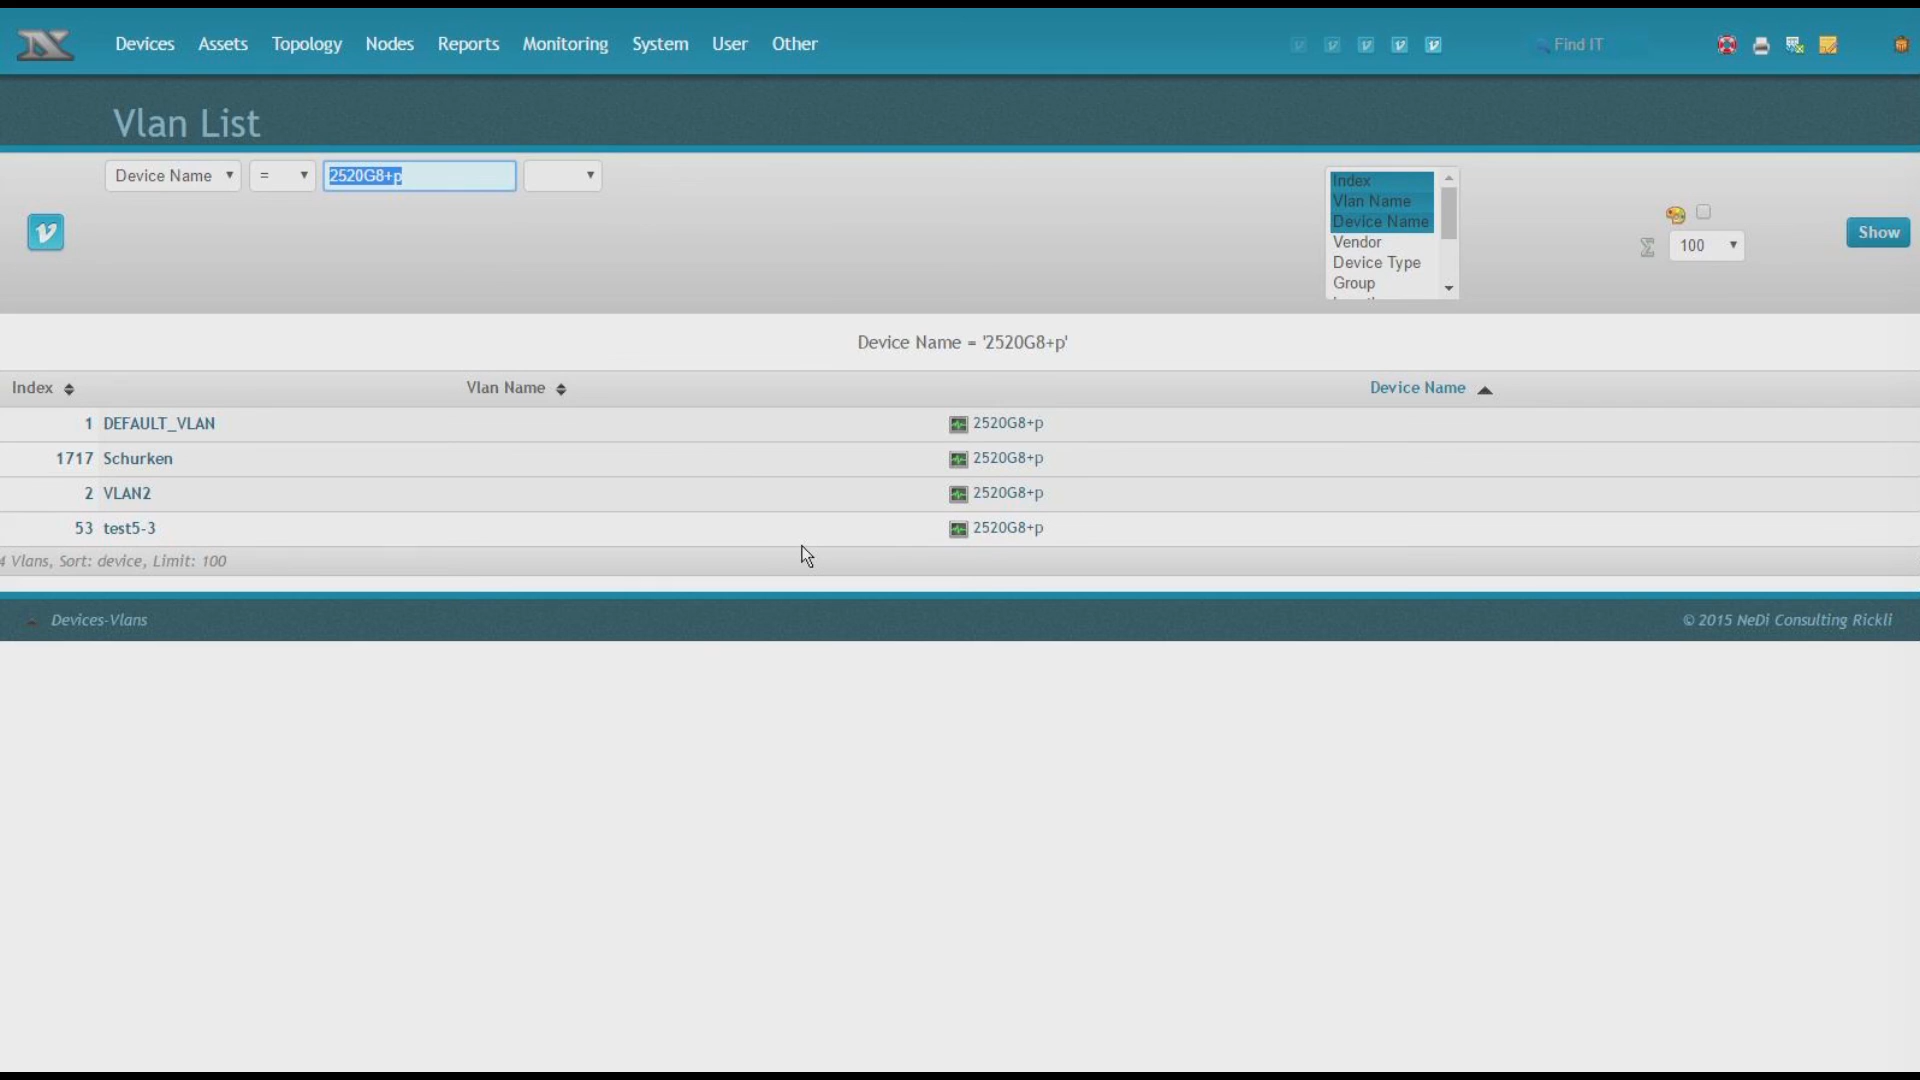 Devices Assets Topology Nodes Reports Monitoring System User Other Find IT
Vlan List
Device Name = 2520G8+p
Index
Vlan Name
Device Name
Vendor
Device Type
Group
100
Show
Device Name = '2520G8+p'
Index Vlan Name Device Name
1 DEFAULT_VLAN 2520G8+p
1717 Schurken 2520G8+p
2 VLAN2 2520G8+p
53 test5-3 2520G8+p
4 Vlans, Sort: device, Limit: 100
Devices-Vlans © 2015 NeDi Consulting Rickli